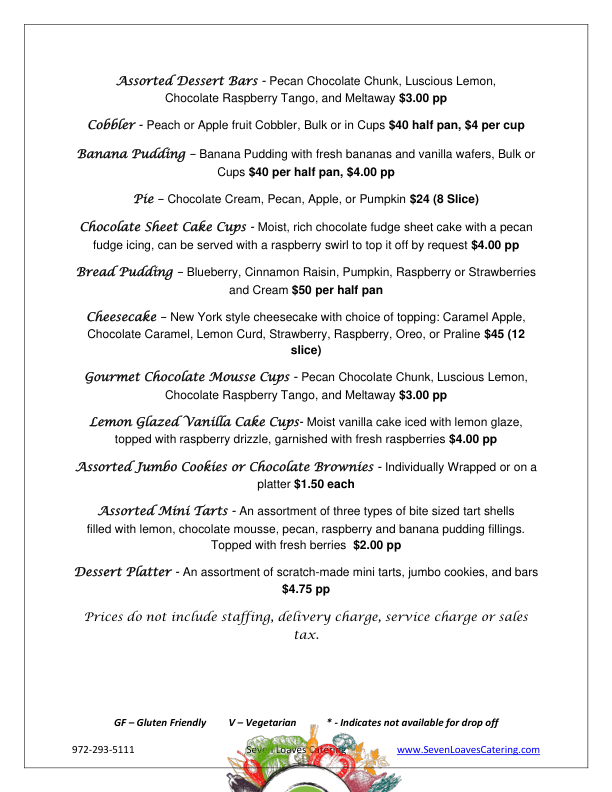 Assorted Dessert Bars - Pecan Chocolate Chunk, Luscious Lemon,
Chocolate Raspberry Tango, and Meltaway $3.00 pp
Cobbler - Peach or Apple fruit Cobbler, Bulk or in Cups $40 half pan, $4 per cup
Banana Pudding – Banana Pudding with fresh bananas and vanilla wafers, Bulk or
Cups $40 per half pan, $4.00 pp
Pie – Chocolate Cream, Pecan, Apple, or Pumpkin $24 (8 Slice)
Chocolate Sheet Cake Cups - Moist, rich chocolate fudge sheet cake with a pecan
fudge icing, can be served with a raspberry swirl to top it off by request $4.00 pp
Bread Pudding – Blueberry, Cinnamon Raisin, Pumpkin, Raspberry or Strawberries
and Cream $50 per half pan
Cheesecake – New York style cheesecake with choice of topping: Caramel Apple,
Chocolate Caramel, Lemon Curd, Strawberry, Raspberry, Oreo, or Praline $45 (12
slice)
Gourmet Chocolate Mousse Cups - Pecan Chocolate Chunk, Luscious Lemon,
Chocolate Raspberry Tango, and Meltaway $3.00 pp
Lemon Glazed Vanilla Cake Cups- Moist vanilla cake iced with lemon glaze,
topped with raspberry drizzle, garnished with fresh raspberries $4.00 pp
Assorted Jumbo Cookies or Chocolate Brownies - Individually Wrapped or on a
platter $1.50 each
Assorted Mini Tarts - An assortment of three types of bite sized tart shells
filled with lemon, chocolate mousse, pecan, raspberry and banana pudding fillings.
Topped with fresh berries $2.00 pp
Dessert Platter - An assortment of scratch-made mini tarts, jumbo cookies, and bars
$4.75 pp
Prices do not include staffing, delivery charge, service charge or sales
tax.
GF – Gluten Friendly V – Vegetarian * - Indicates not available for drop off
972-293-5111 Seven Loaves Catering www.SevenLoavesCatering.com